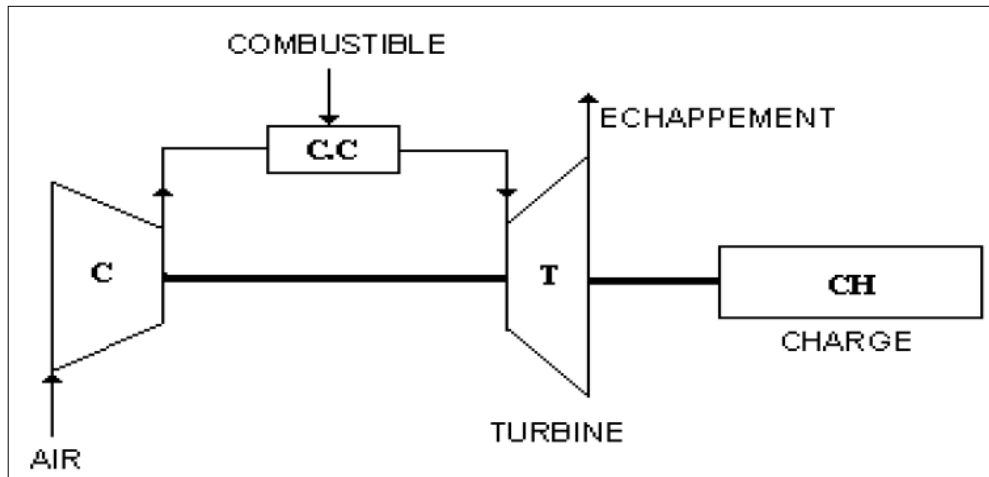 COMBUSTIBLE
ECHAPPEMENT
C.C
C
T
CH
CHARGE
TURBINE
AIR